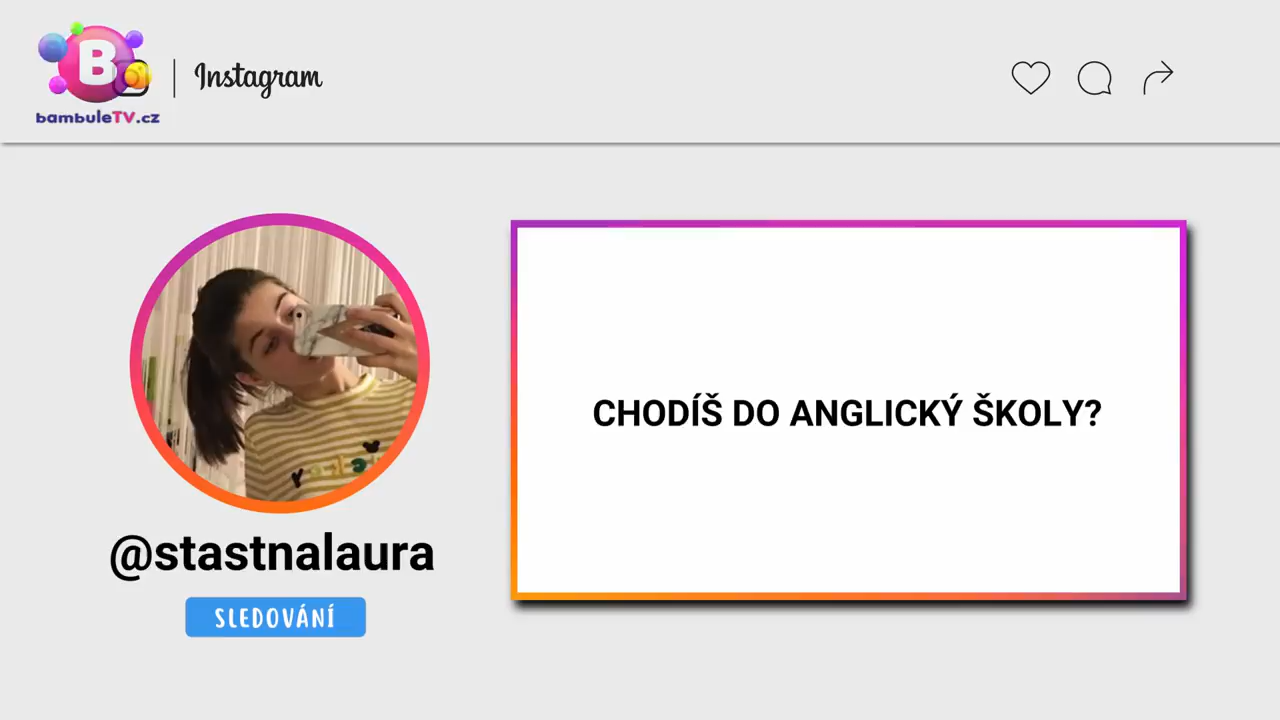 B
bambuleTV.cz
Instagram
CHODÍŠ DO ANGLICKÝ ŠKOLY?
@stastnalaura
SLEDOVÁNÍ